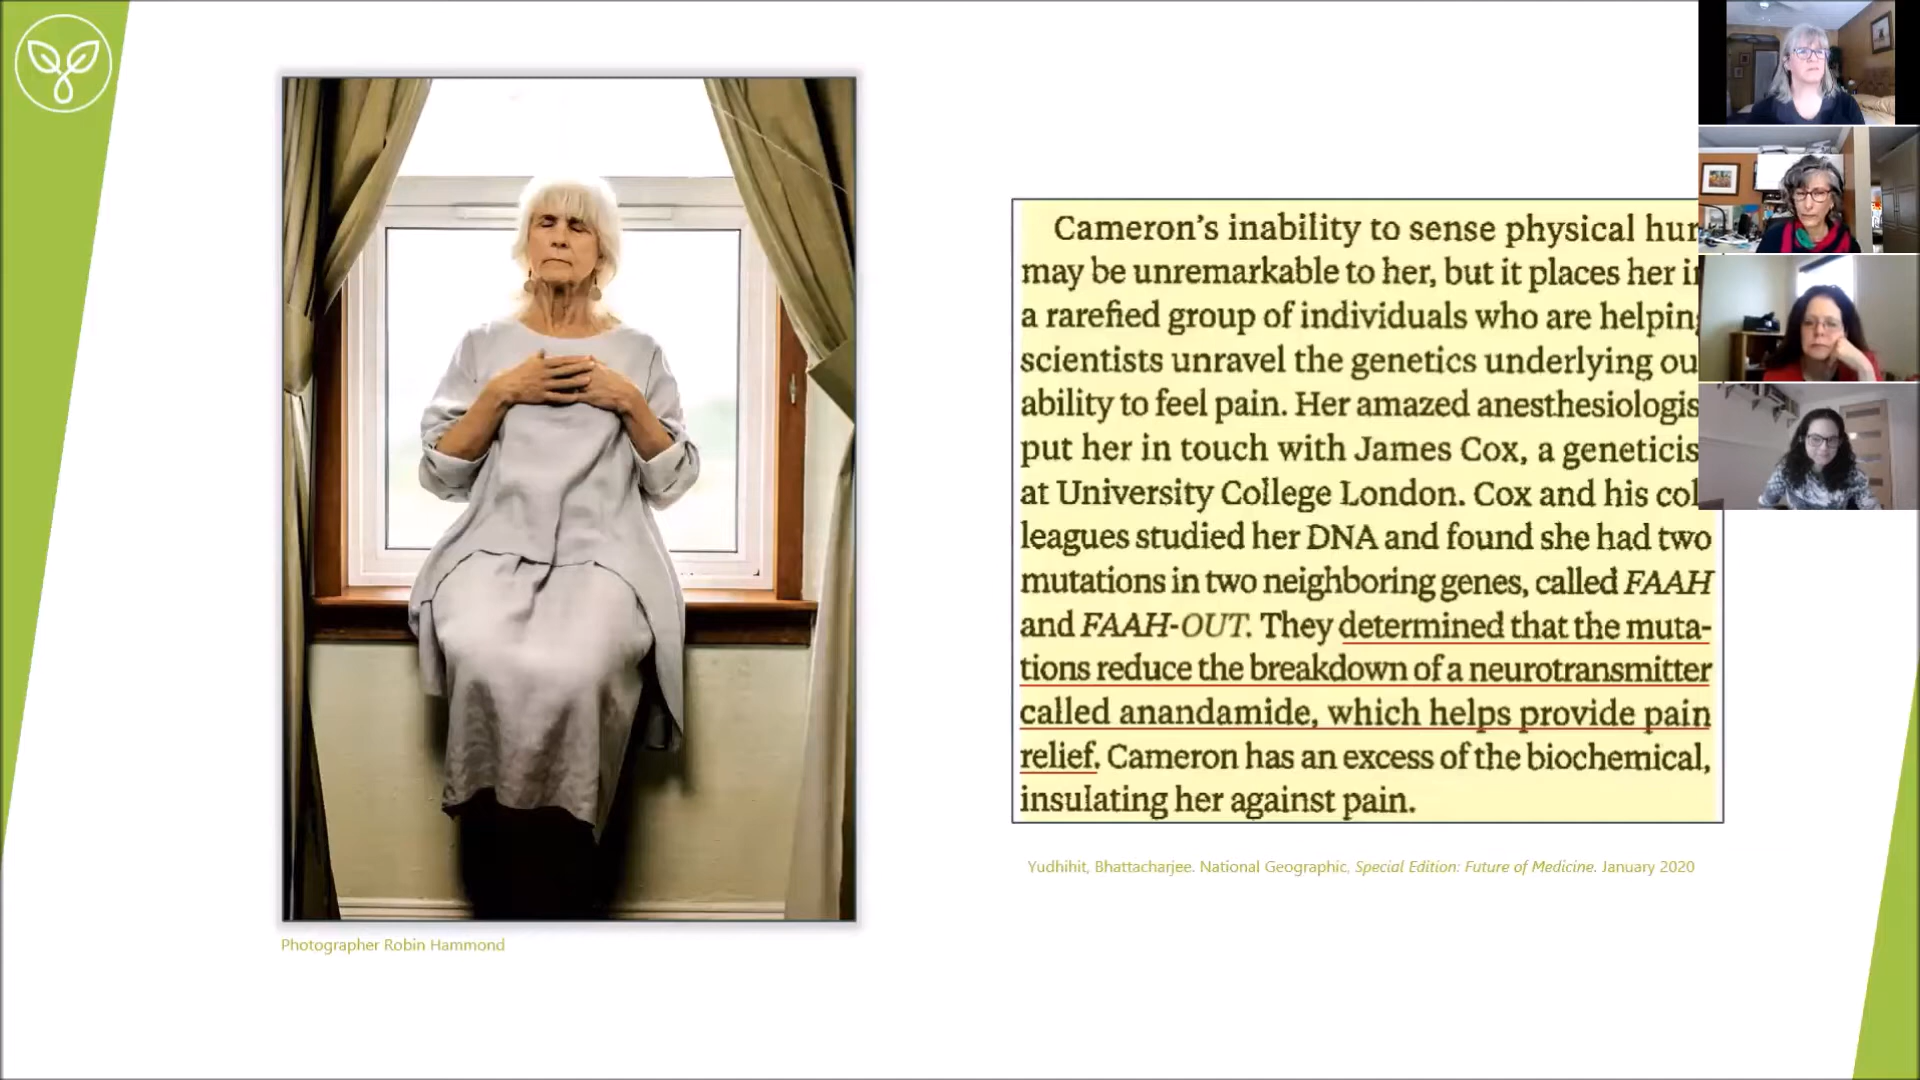 Cameron's inability to sense physical hur
may be unremarkable to her, but it places her i
a rarefied group of individuals who are helpin
scientists unravel the genetics underlying ou
ability to feel pain. Her amazed anesthesiologis
put her in touch with James Cox, a geneticis
at University College London. Cox and his col
leagues studied her DNA and found she had two
mutations in two neighboring genes, called FAAH
and FAAH-OUT. They determined that the muta-
tions reduce the breakdown of a neurotransmitter
called anandamide, which helps provide pain
relief. Cameron has an excess of the biochemical,
insulating her against pain.
Yudhihit, Bhattacharjee. National Geographic, Special Edition: Future of Medicine. January 2020
Photographer Robin Hammond